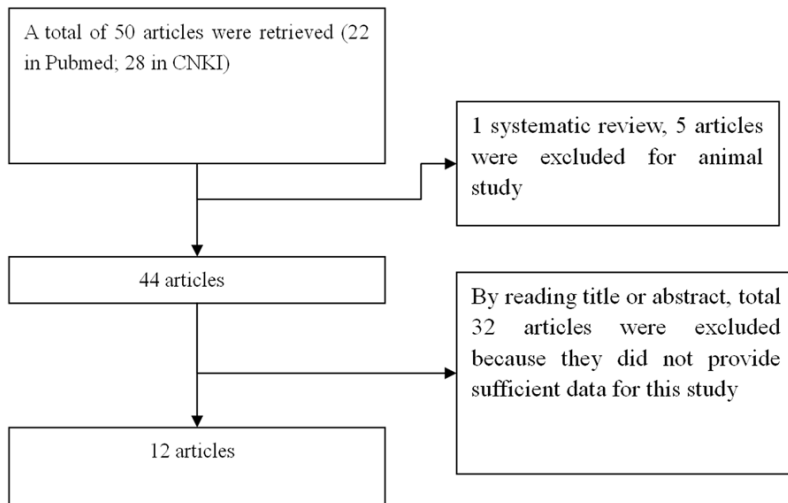 A total of 50 articles were retrieved (22
in Pubmed; 28 in CNKI)
1 systematic review, 5 articles
were excluded for animal
study
44 articles
By reading title or abstract, total
32 articles were excluded
because they did not provide
sufficient data for this study
12 articles